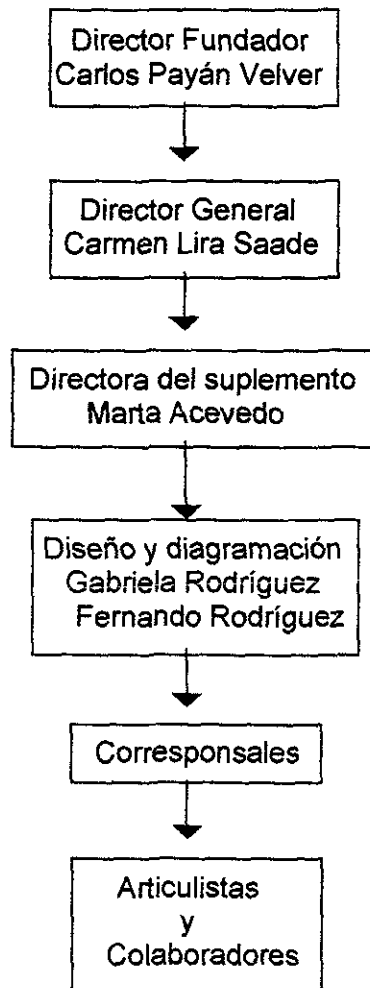 Director Fundador
Carlos Payán Velver
Director General
Carmen Lira Saade
Directora del suplemento
Marta Acevedo
Diseño y diagramación
Gabriela Rodríguez
Fernando Rodríguez
Corresponsales
Articulistas
y
Colaboradores